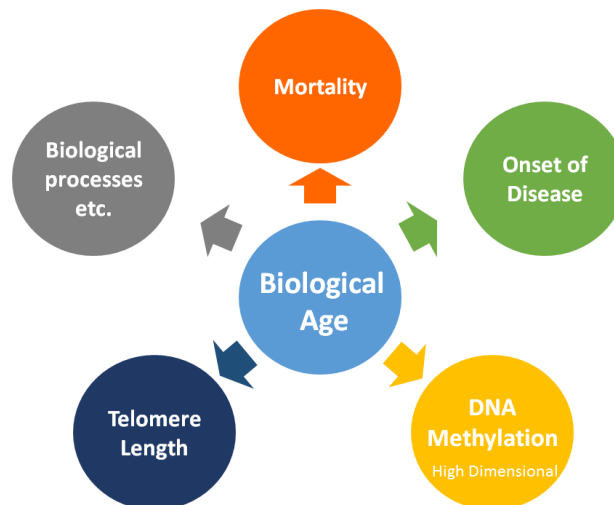 Mortality
Biological
processes
etc.
Onset of
Disease
Biological
Age
Telomere
Length
DNA
Methylation
High Dimensional